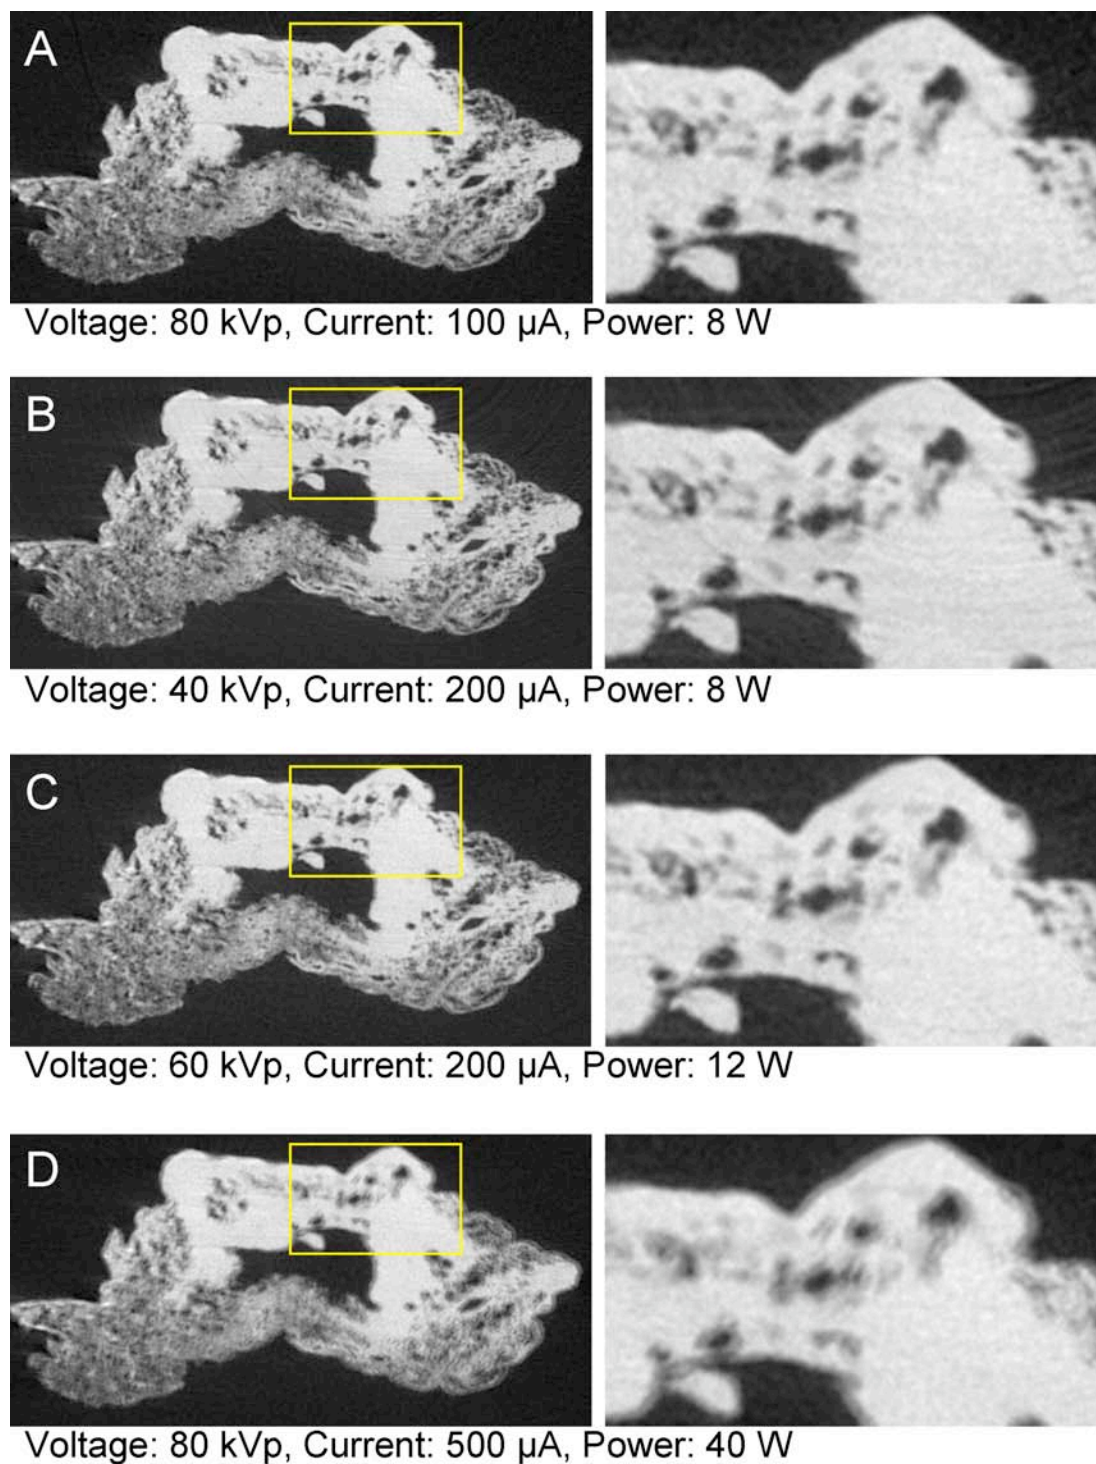 A
Voltage: 80 kVp, Current: 100 µA, Power: 8 W
B
Voltage: 40 kVp, Current: 200 µA, Power: 8 W
C
Voltage: 60 kVp, Current: 200 µA, Power: 12 W
D
Voltage: 80 kVp, Current: 500 µA, Power: 40 W